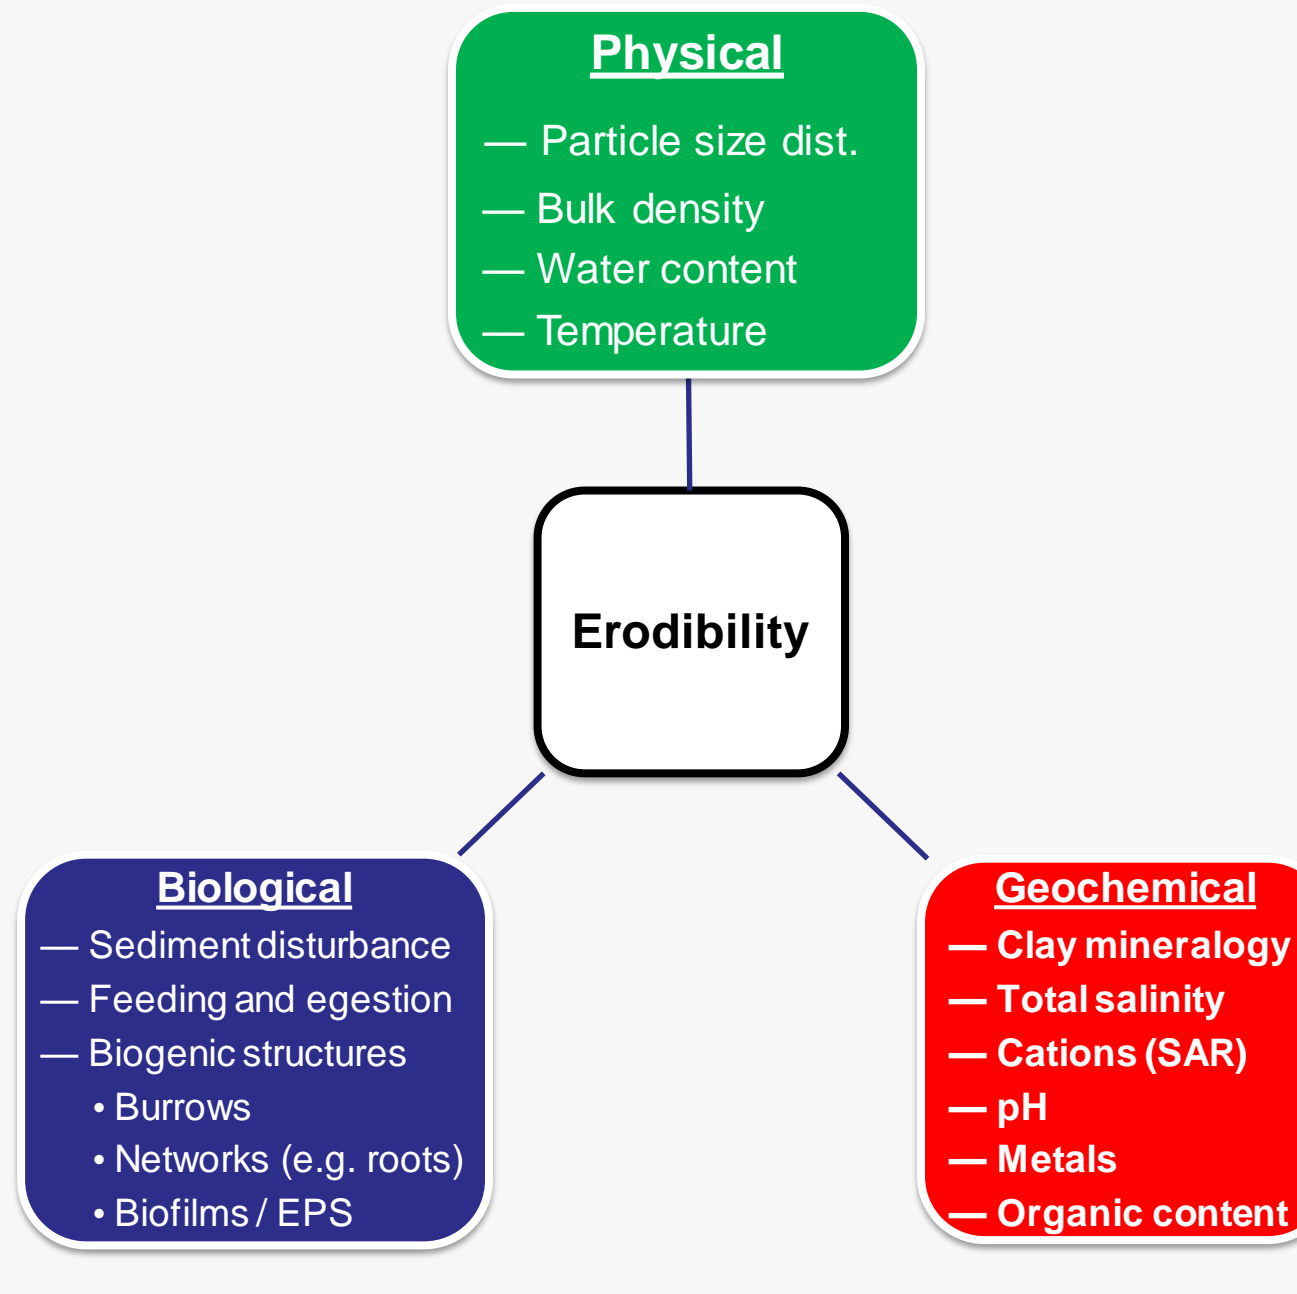 Physical
— Particle size dist.
— Bulk density
— Water content
— Temperature
Erodibility
Biological
— Sediment disturbance
— Feeding and egestion
— Biogenic structures
• Burrows
• Networks (e.g. roots)
• Biofilms / EPS
Geochemical
— Clay mineralogy
— Total salinity
— Cations (SAR)
— pH
— Metals
— Organic content